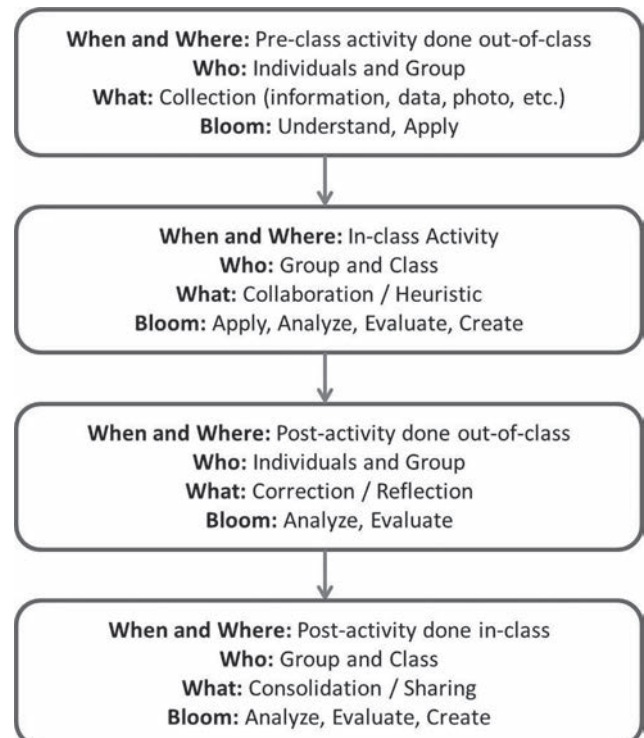 When and Where: Pre-class activity done out-of-class
Who: Individuals and Group
What: Collection (information, data, photo, etc.)
Bloom: Understand, Apply
When and Where: In-class Activity
Who: Group and Class
What: Collaboration / Heuristic
Bloom: Apply, Analyze, Evaluate, Create
When and Where: Post-activity done out-of-class
Who: Individuals and Group
What: Correction / Reflection
Bloom: Analyze, Evaluate
When and Where: Post-activity done in-class
Who: Group and Class
What: Consolidation / Sharing
Bloom: Analyze, Evaluate, Create